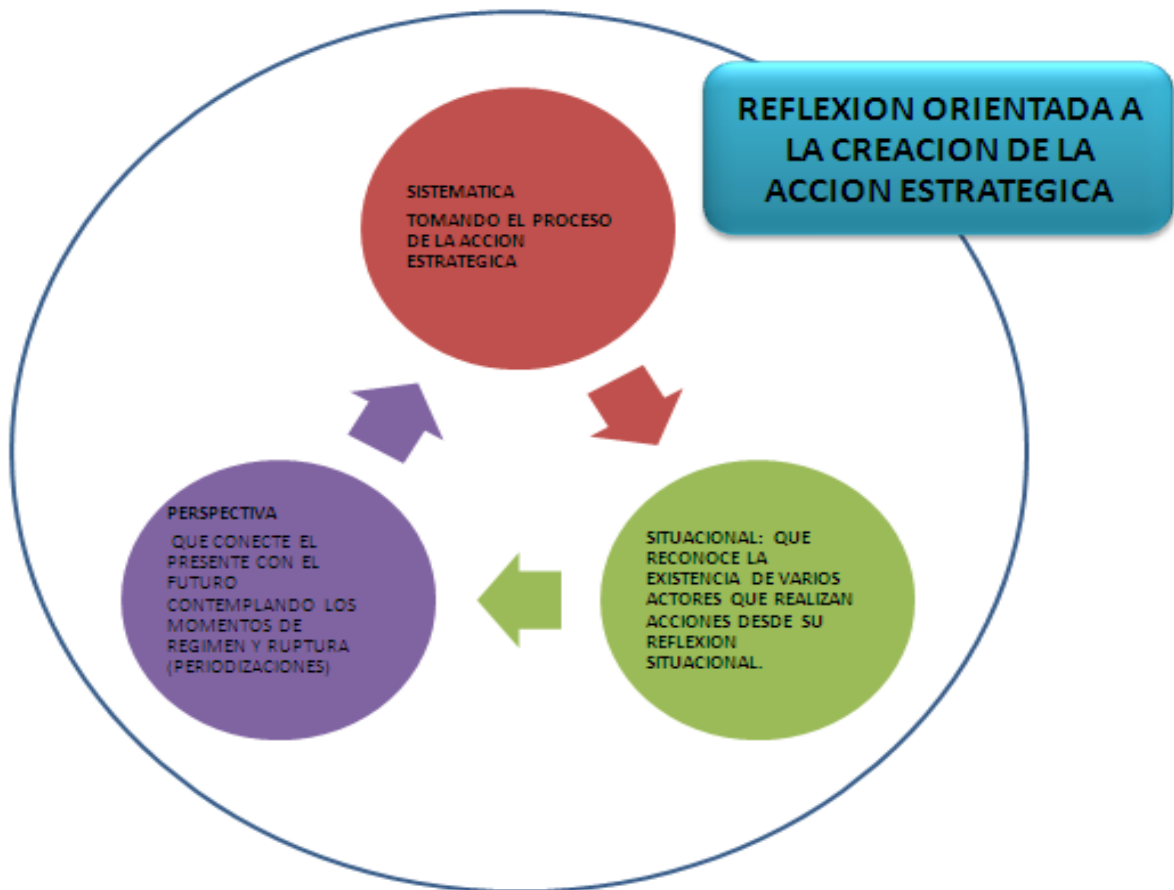 REFLEXION ORIENTADA A
LA CREACION DE LA
ACCION ESTRATEGICA
SISTEMATICA
TOMANDO EL PROCESO
DE LA ACCION
ESTRATEGICA
PERSPECTIVA
QUE CONECTE EL
PRESENTE CON EL
FUTURO
CONTEMPLANDO LOS
MOMENTOS DE
REGIMEN Y RUPTURA
(PERIODIZACIONES)
SITUACIONAL: QUE
RECONOCE LA
EXISTENCIA DE VARIOS
ACTORES QUE REALIZAN
ACCIONES DESDE SU
REFLEXION
SITUACIONAL.